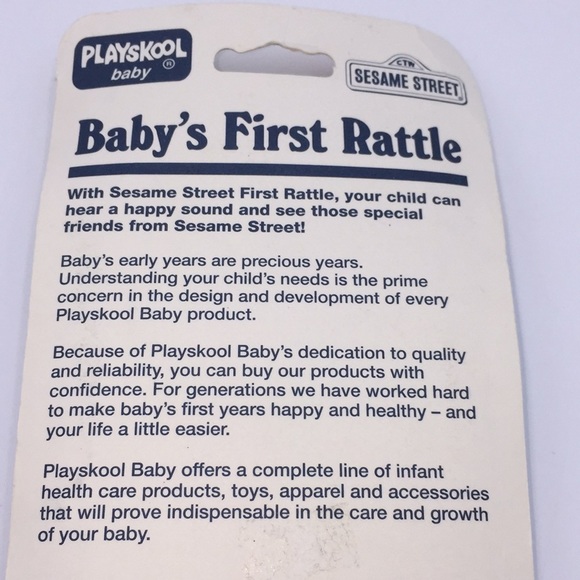 PLAYSKOOL ®
baby
CTW
SESAME STREET
Baby's First Rattle
With Sesame Street First Rattle, your child can
hear a happy sound and see those special
friends from Sesame Street!
Baby's early years are precious years.
Understanding your child's needs is the prime
concern in the design and development of every
Playskool Baby product.
Because of Playskool Baby's dedication to quality
and reliability, you can buy our products with
confidence. For generations we have worked hard
to make baby's first years happy and healthy – and
your life a little easier.
Playskool Baby offers a complete line of infant
health care products, toys, apparel and accessories
that will prove indispensable in the care and growth
of your baby.